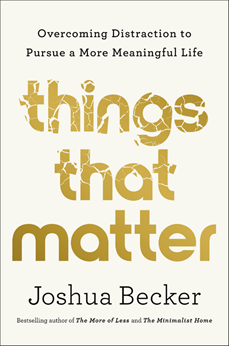 Overcoming Distraction to
Pursue a More Meaningful Life
things
that
matter
Joshua Becker
Bestselling author of The More of Less and The Minimalist Home